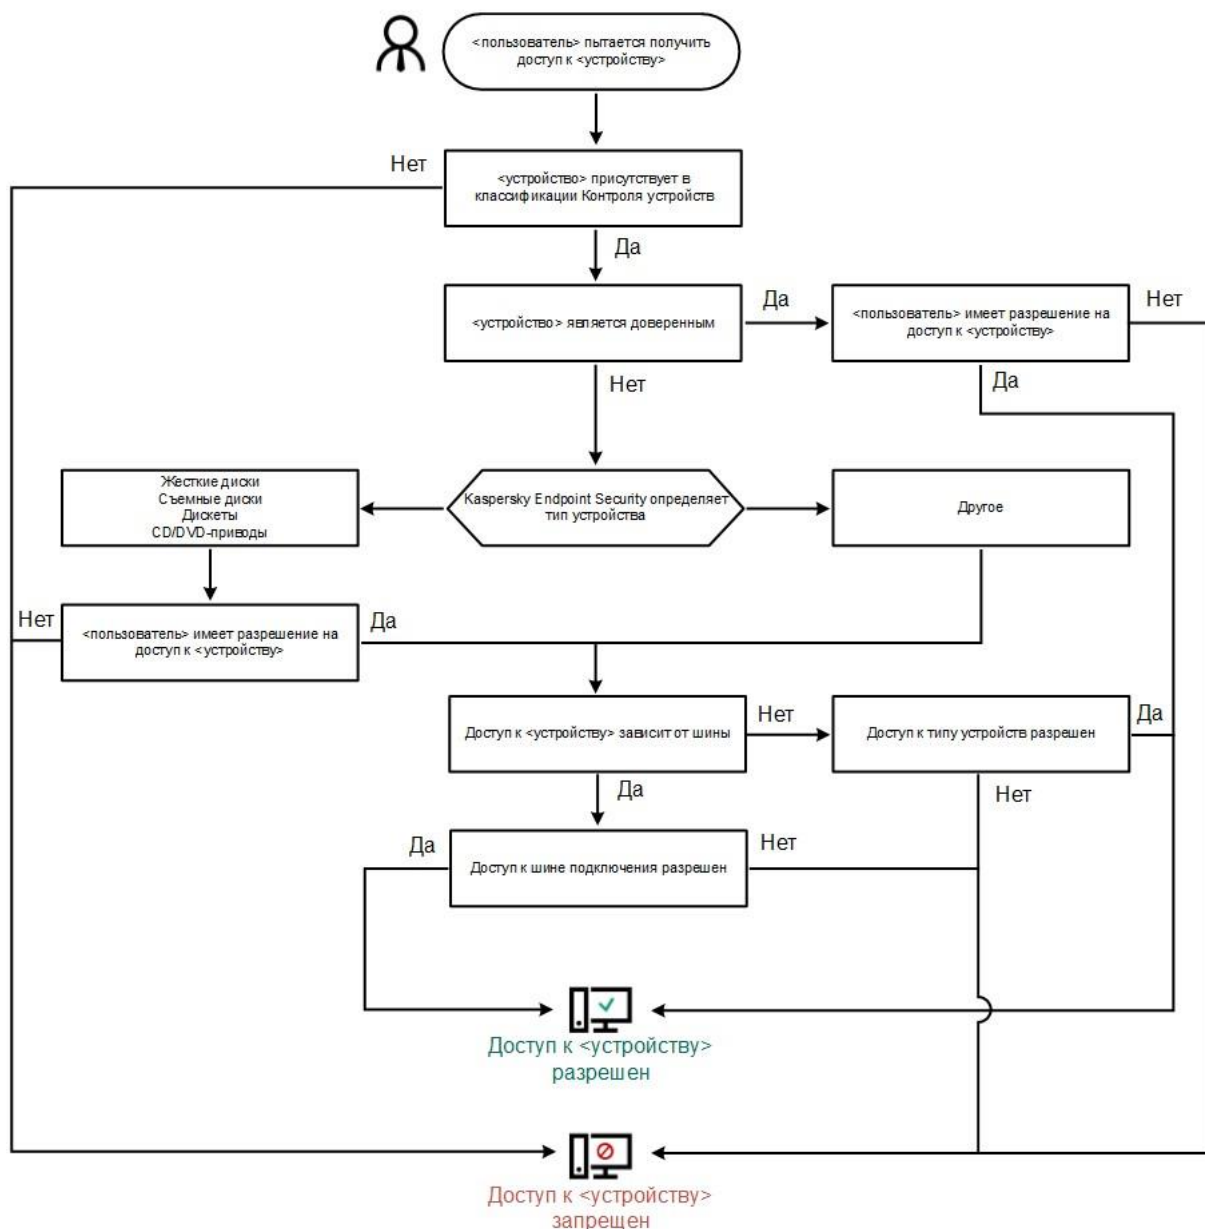 <пользователь> пытается получить
доступ к <устройству>
Нет
<устройство> присутствует в
классификации Контроля устройств
Да
<устройство> является доверенным
Да
<пользователь> имеет разрешение на
доступ к <устройству>
Нет
Нет
Да
Жесткие диски
Съемные диски
Дискеты
CD/DVD-приводы
Kaspersky Endpoint Security определяет
тип устройства
Другое
Нет
<пользователь> имеет разрешение на
доступ к <устройству>
Да
Доступ к <устройству> зависит от шины
Нет
Доступ к типу устройств разрешен
Да
Да
Нет
Да
Доступ к шине подключения разрешен
Нет
Доступ к <устройству>
разрешен
Доступ к <устройству>
запрещен